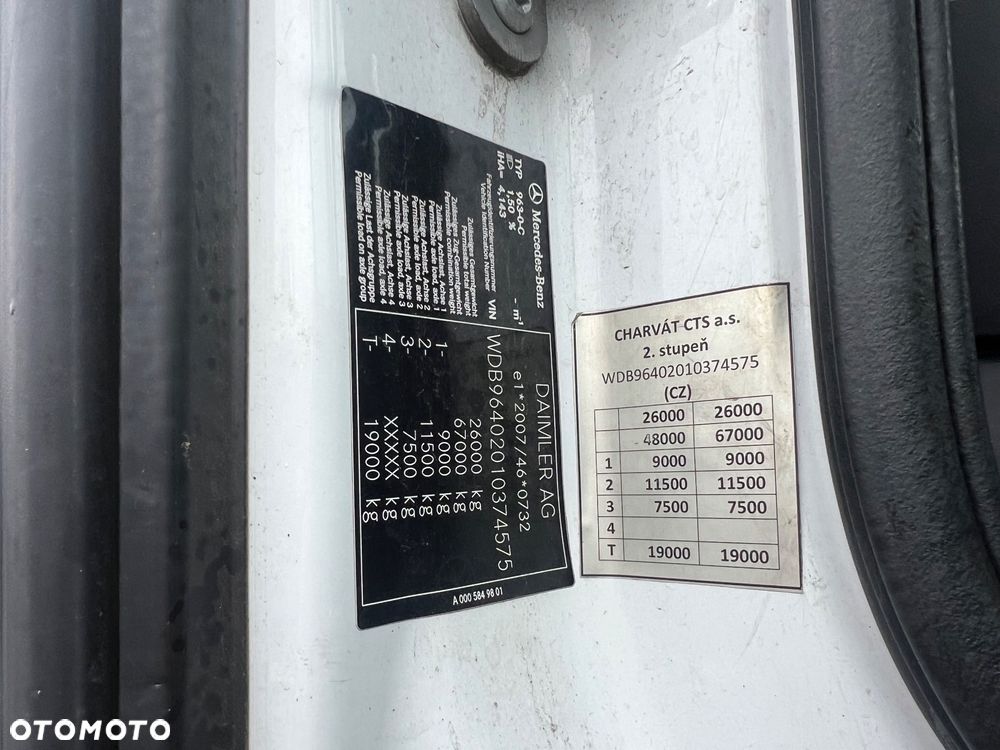 Mercedes-Benz
DAIMLER AG
TYP 963-0-C - m⁻¹ e1*2007/46*0732
1,50 %
IHA= 4,143
Fahrzeugidentifizierungsnummer
Vehicle Identification Number VIN WDB96402010374575
Zulässiges Gesamtgewicht
Permissible total weight 26000 kg
Zulässiges Zug-Gesamtgewicht
Permissible combination weight 67000 kg
Zulässige Achslast, Achse 1
Permissible axle load, axle 1 1- 9000 kg
Zulässige Achslast, Achse 2
Permissible axle load, axle 2 2- 11500 kg
Zulässige Achslast, Achse 3
Permissible axle load, axle 3 3- 7500 kg
Zulässige Achslast, Achse 4
Permissible axle load, axle 4 4- XXXXX kg
Zulässige Last der Achsgruppe
Permissible load on axle group T- 19000 kg
A 000 584 98 01
CHARVÁT CTS a.s.
2. stupeň
WDB96402010374575
(CZ)
26000 26000
48000 67000
1 9000 9000
2 11500 11500
3 7500 7500
4
T 19000 19000
OTOMOTO